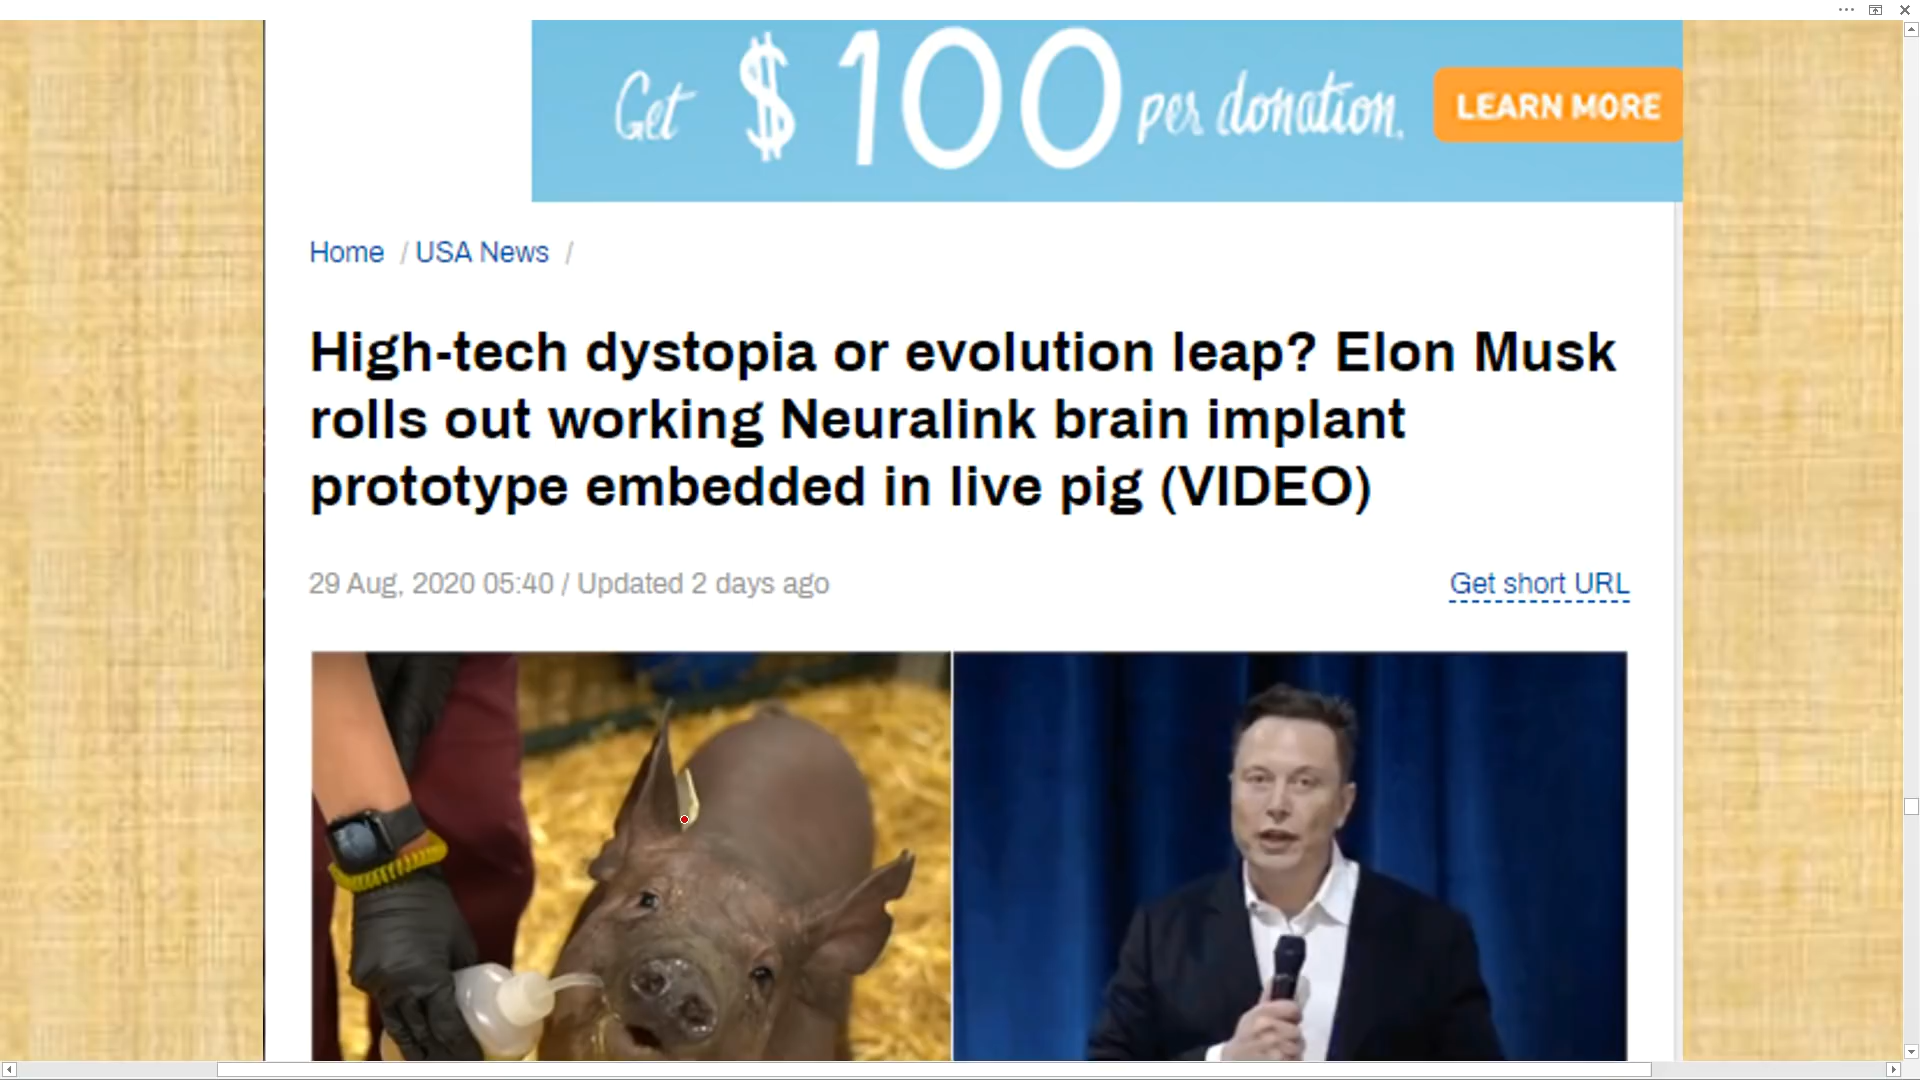 Get $100 per donation.
LEARN MORE
Home / USA News /
High-tech dystopia or evolution leap? Elon Musk
rolls out working Neuralink brain implant
prototype embedded in live pig (VIDEO)
29 Aug, 2020 05:40 / Updated 2 days ago
Get short URL